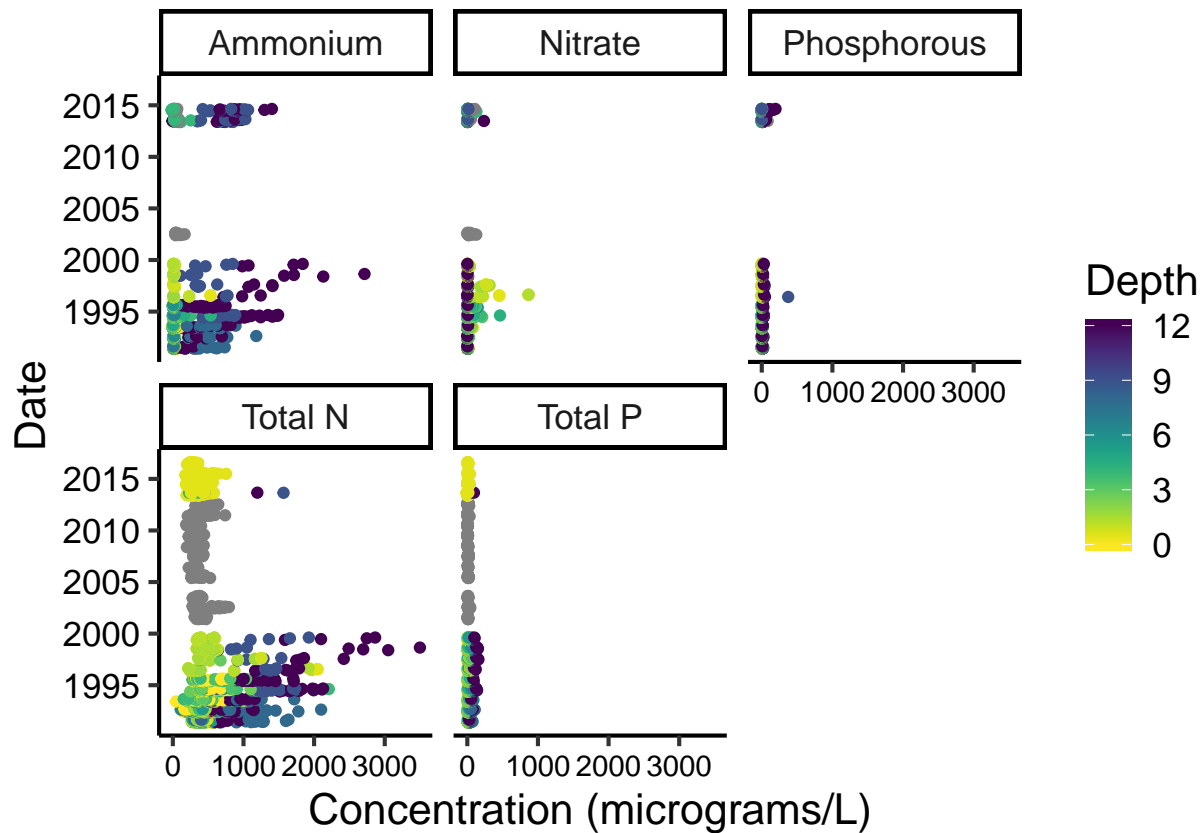 Ammonium Nitrate Phosphorous
2015
2010
2005
2000
1995
0 1000 2000 3000
Total N Total P
2015
2010
2005
2000
1995
0 1000 2000 3000 0 1000 2000 3000
Date
Concentration (micrograms/L)
Depth
12
9
6
3
0